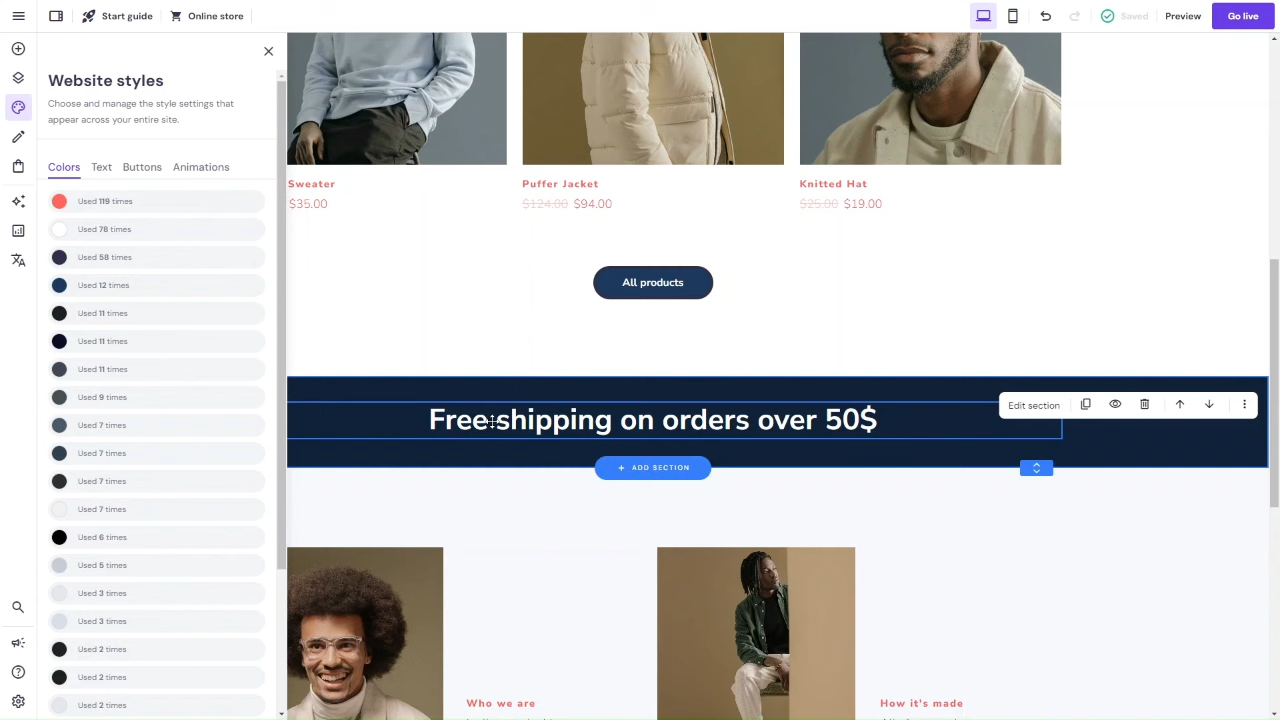 Start guide
Online store
Saved
Preview
Go live
Website styles
Choose and manage the style settings that
appear across your entire site.
Colors
Text
Buttons
Animations
Used 119 times
Used 78 times
Used 58 times
Used 12 times
Used 11 times
Used 11 times
Used 11 times
Used 9 times
Used 7 times
Used 7 times
Used 7 times
Used 7 times
Used 6 times
Used 5 times
Used 3 times
Used 3 times
Used 2 times
Used 2 times
Used 2 times
Sweater
$35.00
Puffer Jacket
$124.00 $94.00
Knitted Hat
$25.00 $19.00
All products
Free shipping on orders over 50$
Edit section
+ ADD SECTION
Who we are
How it's made